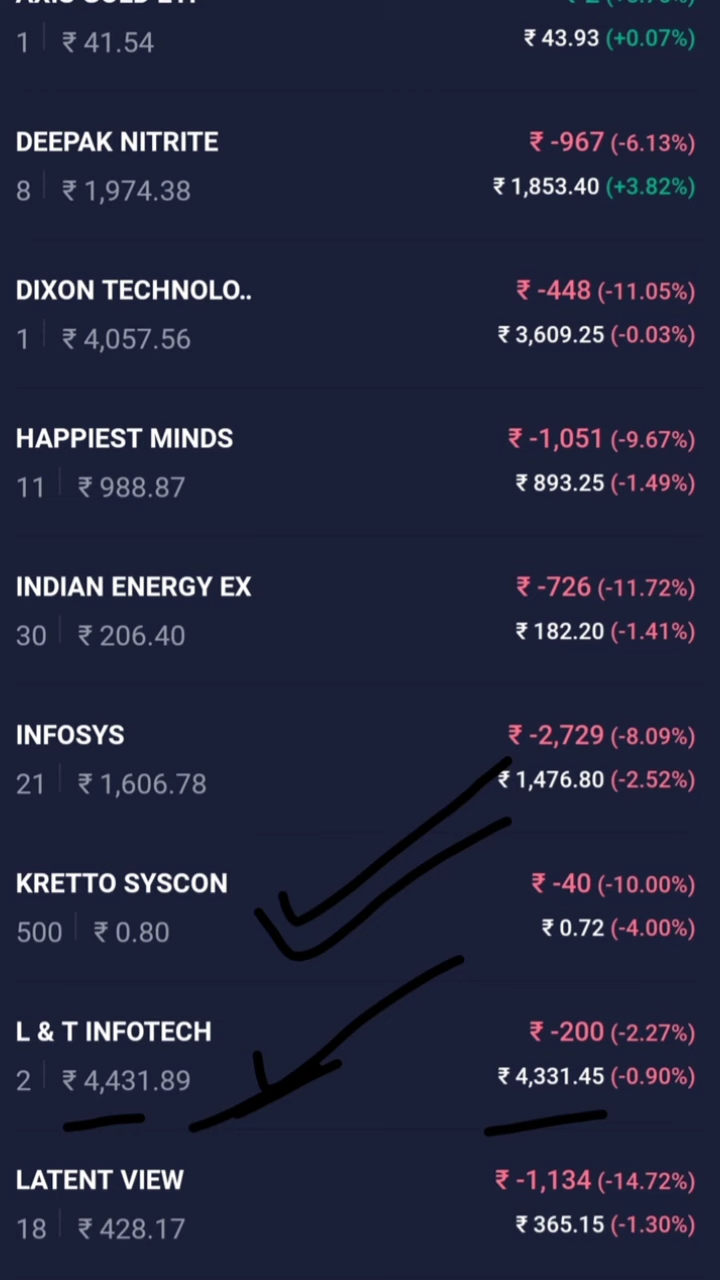 1 ₹ 41.54 ₹ 43.93 (+0.07%)
DEEPAK NITRITE ₹ -967 (-6.13%)
8 ₹ 1,974.38 ₹ 1,853.40 (+3.82%)
DIXON TECHNOLO.. ₹ -448 (-11.05%)
1 ₹ 4,057.56 ₹ 3,609.25 (-0.03%)
HAPPIEST MINDS ₹ -1,051 (-9.67%)
11 ₹ 988.87 ₹ 893.25 (-1.49%)
INDIAN ENERGY EX ₹ -726 (-11.72%)
30 ₹ 206.40 ₹ 182.20 (-1.41%)
INFOSYS ₹ -2,729 (-8.09%)
21 ₹ 1,606.78 ₹ 1,476.80 (-2.52%)
KRETTO SYSCON ₹ -40 (-10.00%)
500 ₹ 0.80 ₹ 0.72 (-4.00%)
L & T INFOTECH ₹ -200 (-2.27%)
2 ₹ 4,431.89 ₹ 4,331.45 (-0.90%)
LATENT VIEW ₹ -1,134 (-14.72%)
18 ₹ 428.17 ₹ 365.15 (-1.30%)